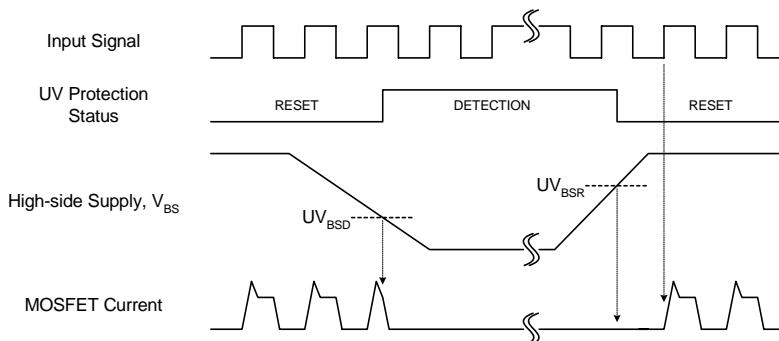 Input Signal
UV Protection
Status
RESET
DETECTION
RESET
High-side Supply, V_BS
UV_BSD
UV_BSR
MOSFET Current